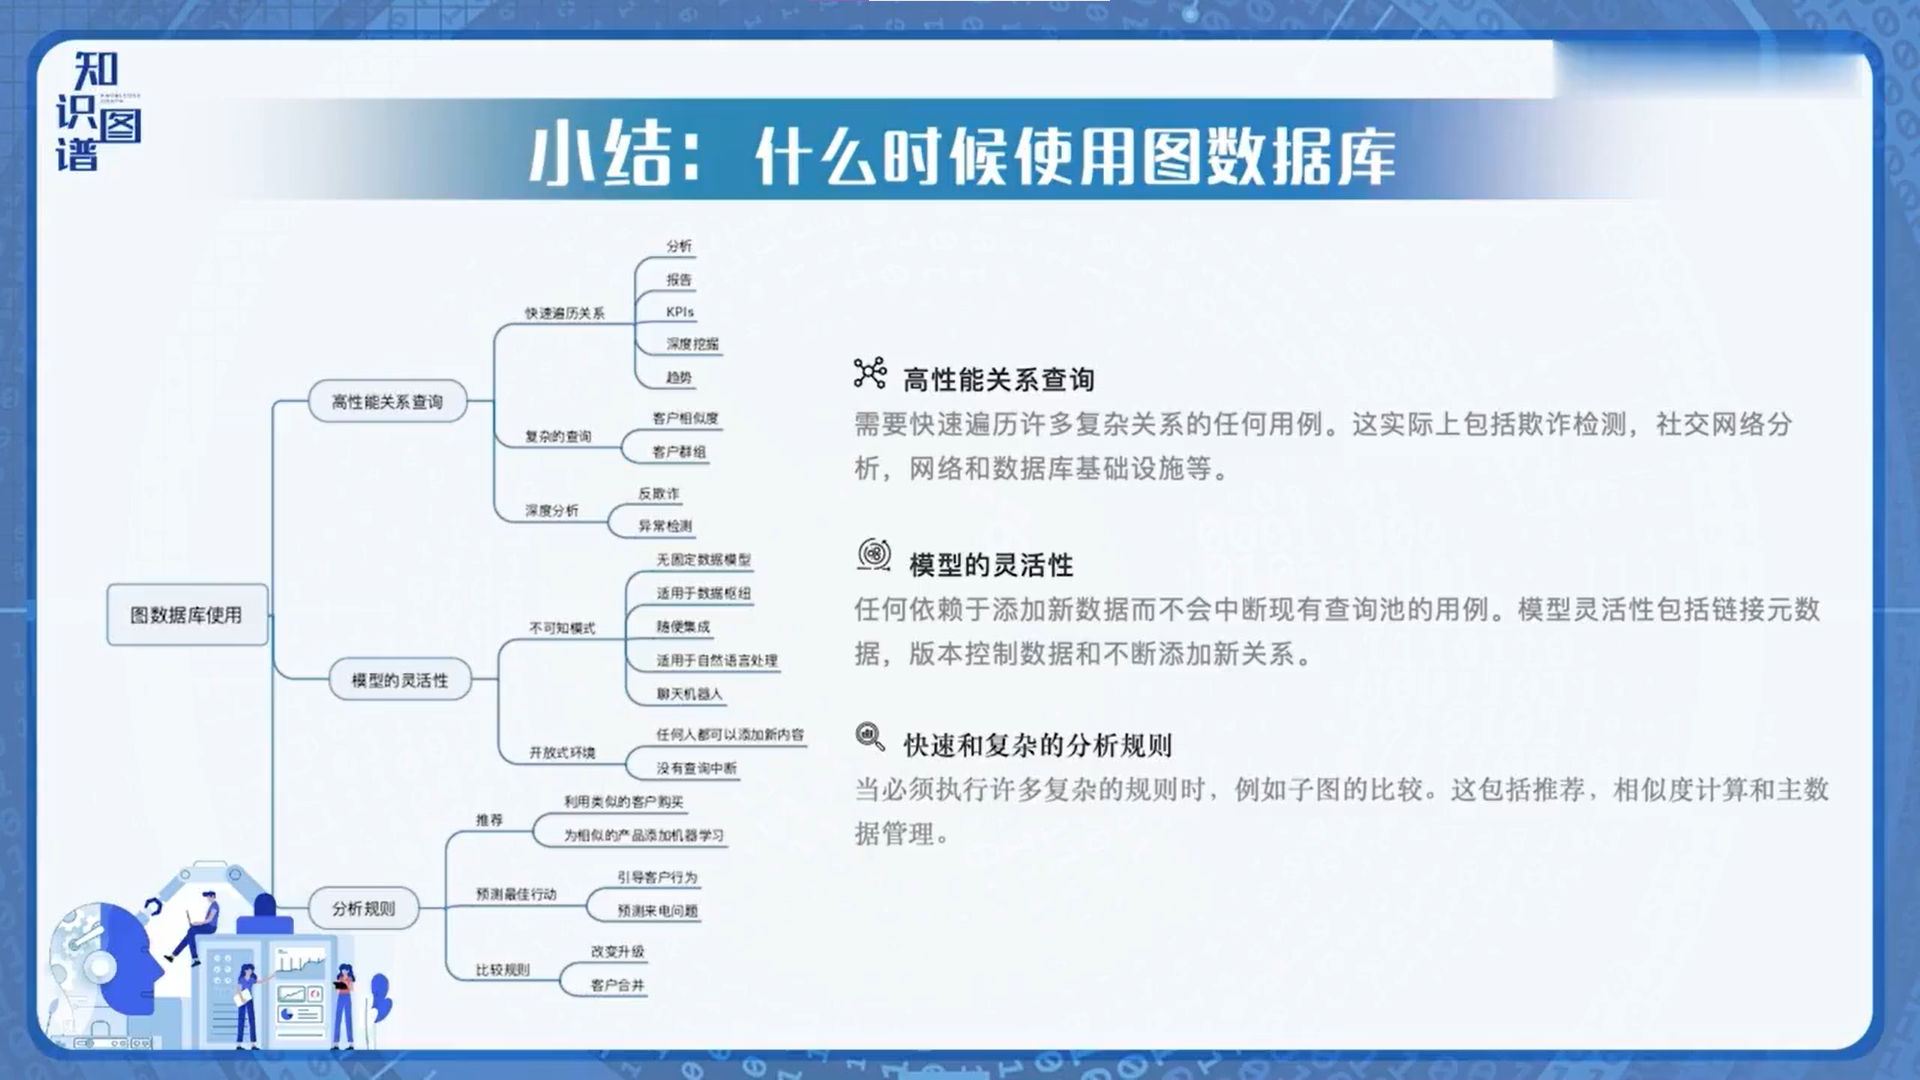 知识图谱
小结：什么时候使用图数据库
图数据库使用
高性能关系查询
快速遍历关系
分析
报告
KPIs
深度挖掘
趋势
复杂的查询
客户相似度
客户群组
深度分析
反欺诈
异常检测
模型的灵活性
不可知模式
无固定数据模型
适用于数据枢纽
随便集成
适用于自然语言处理
聊天机器人
开放式环境
任何人都可以添加新内容
没有查询中断
分析规则
推荐
利用类似的客户购买
为相似的产品添加机器学习
预测最佳行动
引导客户行为
预测来电问题
比较规则
改变升级
客户合并
高性能关系查询
需要快速遍历许多复杂关系的任何用例。这实际上包括欺诈检测，社交网络分
析，网络和数据库基础设施等。
模型的灵活性
任何依赖于添加新数据而不会中断现有查询池的用例。模型灵活性包括链接元数
据，版本控制数据和不断添加新关系。
快速和复杂的分析规则
当必须执行许多复杂的规则时，例如子图的比较。这包括推荐，相似度计算和主数
据管理。